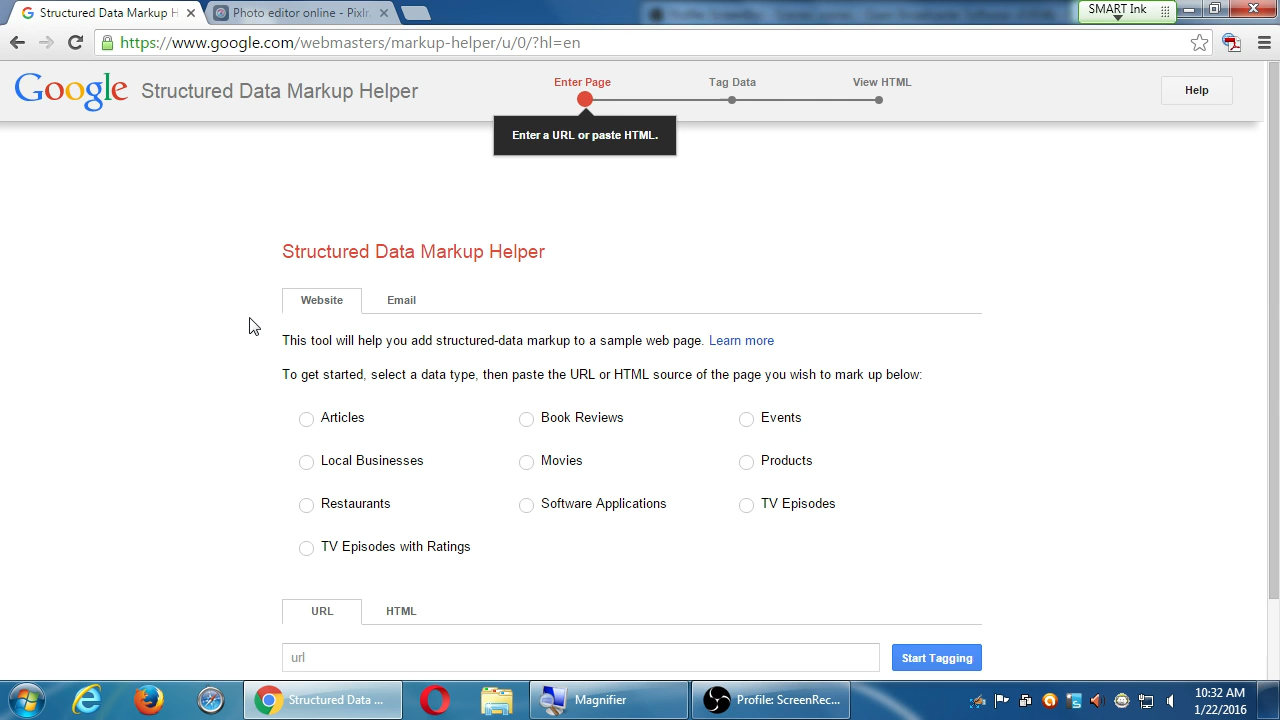 SMART Ink
Structured Data Markup H
Photo editor online - Pixlr
https://www.google.com/webmasters/markup-helper/u/0/?hl=en
Google Structured Data Markup Helper
Enter Page
Tag Data
View HTML
Help
Enter a URL or paste HTML.
Structured Data Markup Helper
Website
Email
This tool will help you add structured-data markup to a sample web page. Learn more
To get started, select a data type, then paste the URL or HTML source of the page you wish to mark up below:
Articles
Book Reviews
Events
Local Businesses
Movies
Products
Restaurants
Software Applications
TV Episodes
TV Episodes with Ratings
URL
HTML
url
Start Tagging
Structured Data ...
Magnifier
Profile: ScreenRec...
10:32 AM
1/22/2016